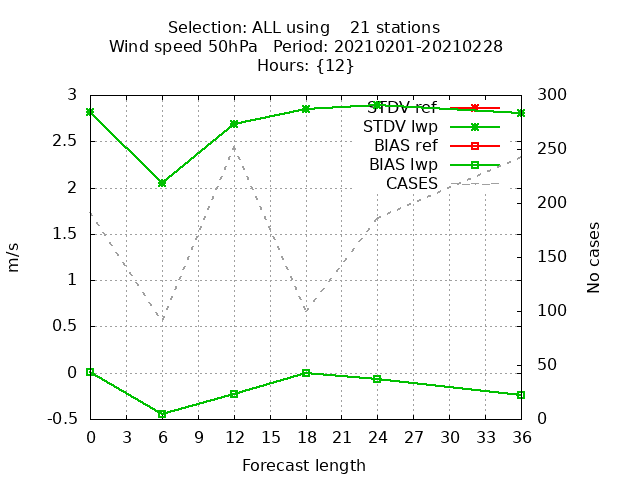 Selection: ALL using    21 stations
Wind speed 50hPa   Period: 20210201-20210228
Hours: {12}
3
2.5
2
1.5
1
0.5
0
-0.5
m/s
STDV ref
STDV lwp
BIAS ref
BIAS lwp
CASES
300
250
200
150
100
50
0
No cases
0 3 6 9 12 15 18 21 24 27 30 33 36
Forecast length